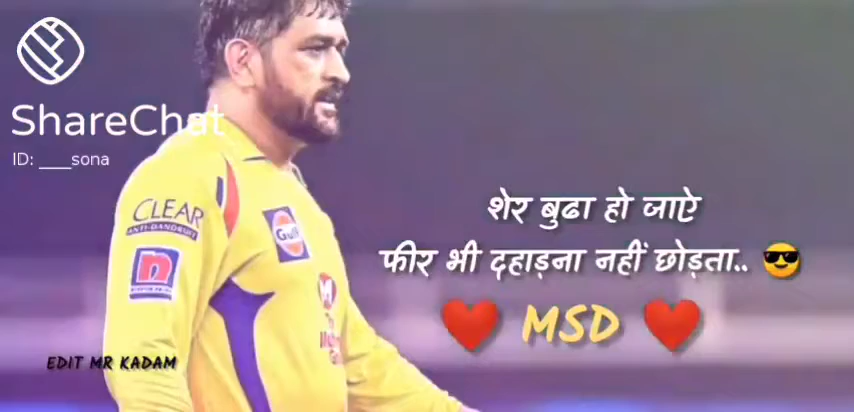 ShareChat
ID: ___sona
शेर बुढा हो जाऐ
फीर भी दहाड़ना नहीं छोड़ता.. 😎
❤️ MSD ❤️
CLEAR
ANTI-DANDRUFF
Gulf
n
EDIT MR KADAM